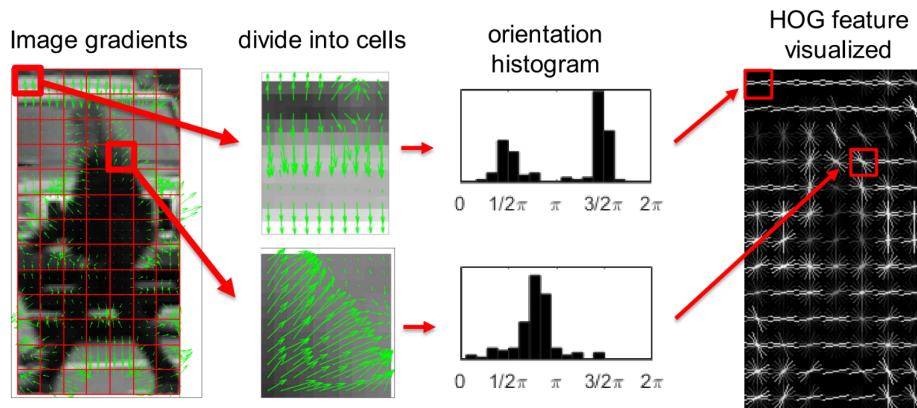 Image gradients
divide into cells
orientation
histogram
HOG feature
visualized
0 1/2π π 3/2π 2π
0 1/2π π 3/2π 2π